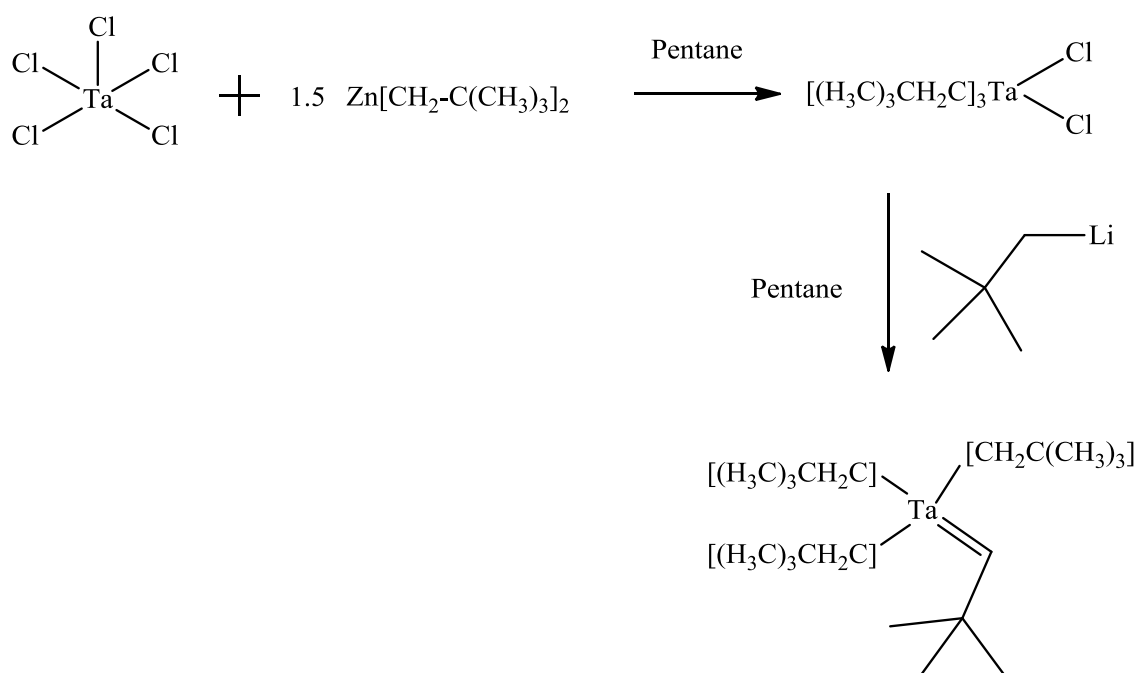 Cl
Cl Cl
Ta
Cl Cl
+ 1.5 Zn[CH₂-C(CH₃)₃]₂
Pentane
[(H₃C)₃CH₂C]₃Ta
Cl
Cl
Li
Pentane
[(H₃C)₃CH₂C]
[CH₂C(CH₃)₃]
Ta
[(H₃C)₃CH₂C]